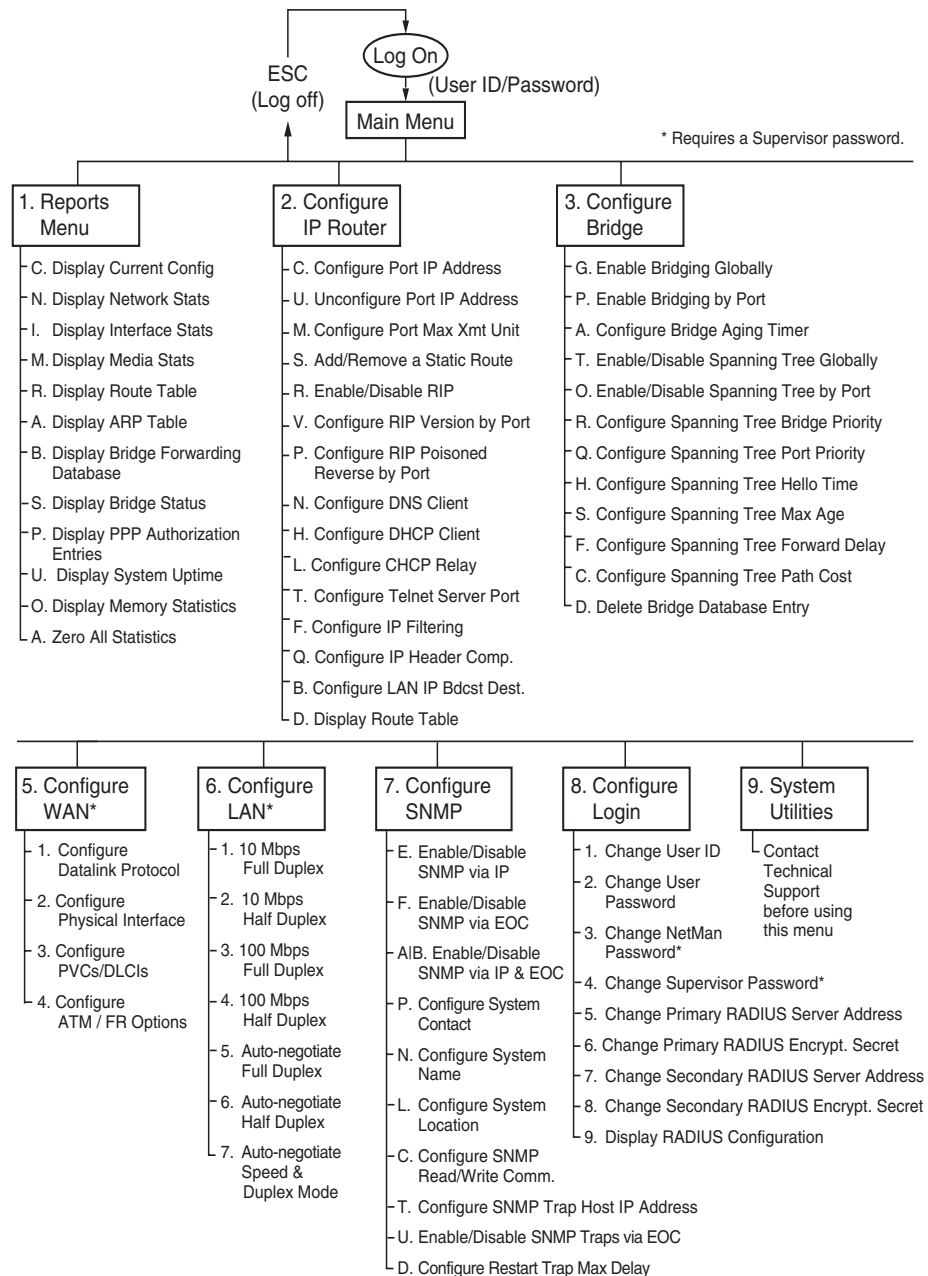 Log On
ESC
(Log off)
(User ID/Password)
Main Menu
* Requires a Supervisor password.
1. Reports
Menu
C. Display Current Config
N. Display Network Stats
I. Display Interface Stats
M. Display Media Stats
R. Display Route Table
A. Display ARP Table
B. Display Bridge Forwarding
Database
S. Display Bridge Status
P. Display PPP Authorization
Entries
U. Display System Uptime
O. Display Memory Statistics
A. Zero All Statistics
2. Configure
IP Router
C. Configure Port IP Address
U. Unconfigure Port IP Address
M. Configure Port Max Xmt Unit
S. Add/Remove a Static Route
R. Enable/Disable RIP
V. Configure RIP Version by Port
P. Configure RIP Poisoned
Reverse by Port
N. Configure DNS Client
H. Configure DHCP Client
L. Configure CHCP Relay
T. Configure Telnet Server Port
F. Configure IP Filtering
Q. Configure IP Header Comp.
B. Configure LAN IP Bdcst Dest.
D. Display Route Table
3. Configure
Bridge
G. Enable Bridging Globally
P. Enable Bridging by Port
A. Configure Bridge Aging Timer
T. Enable/Disable Spanning Tree Globally
O. Enable/Disable Spanning Tree by Port
R. Configure Spanning Tree Bridge Priority
Q. Configure Spanning Tree Port Priority
H. Configure Spanning Tree Hello Time
S. Configure Spanning Tree Max Age
F. Configure Spanning Tree Forward Delay
C. Configure Spanning Tree Path Cost
D. Delete Bridge Database Entry
5. Configure
WAN*
1. Configure
Datalink Protocol
2. Configure
Physical Interface
3. Configure
PVCs/DLCIs
4. Configure
ATM / FR Options
6. Configure
LAN*
1. 10 Mbps
Full Duplex
2. 10 Mbps
Half Duplex
3. 100 Mbps
Full Duplex
4. 100 Mbps
Half Duplex
5. Auto-negotiate
Full Duplex
6. Auto-negotiate
Half Duplex
7. Auto-negotiate
Speed &
Duplex Mode
7. Configure
SNMP
E. Enable/Disable
SNMP via IP
F. Enable/Disable
SNMP via EOC
A|B. Enable/Disable
SNMP via IP & EOC
P. Configure System
Contact
N. Configure System
Name
L. Configure System
Location
C. Configure SNMP
Read/Write Comm.
T. Configure SNMP Trap Host IP Address
U. Enable/Disable SNMP Traps via EOC
D. Configure Restart Trap Max Delay
8. Configure
Login
1. Change User ID
2. Change User
Password
3. Change NetMan
Password*
4. Change Supervisor Password*
5. Change Primary RADIUS Server Address
6. Change Primary RADIUS Encrypt. Secret
7. Change Secondary RADIUS Server Address
8. Change Secondary RADIUS Encrypt. Secret
9. Display RADIUS Configuration
9. System
Utilities
Contact
Technical
Support
before using
this menu